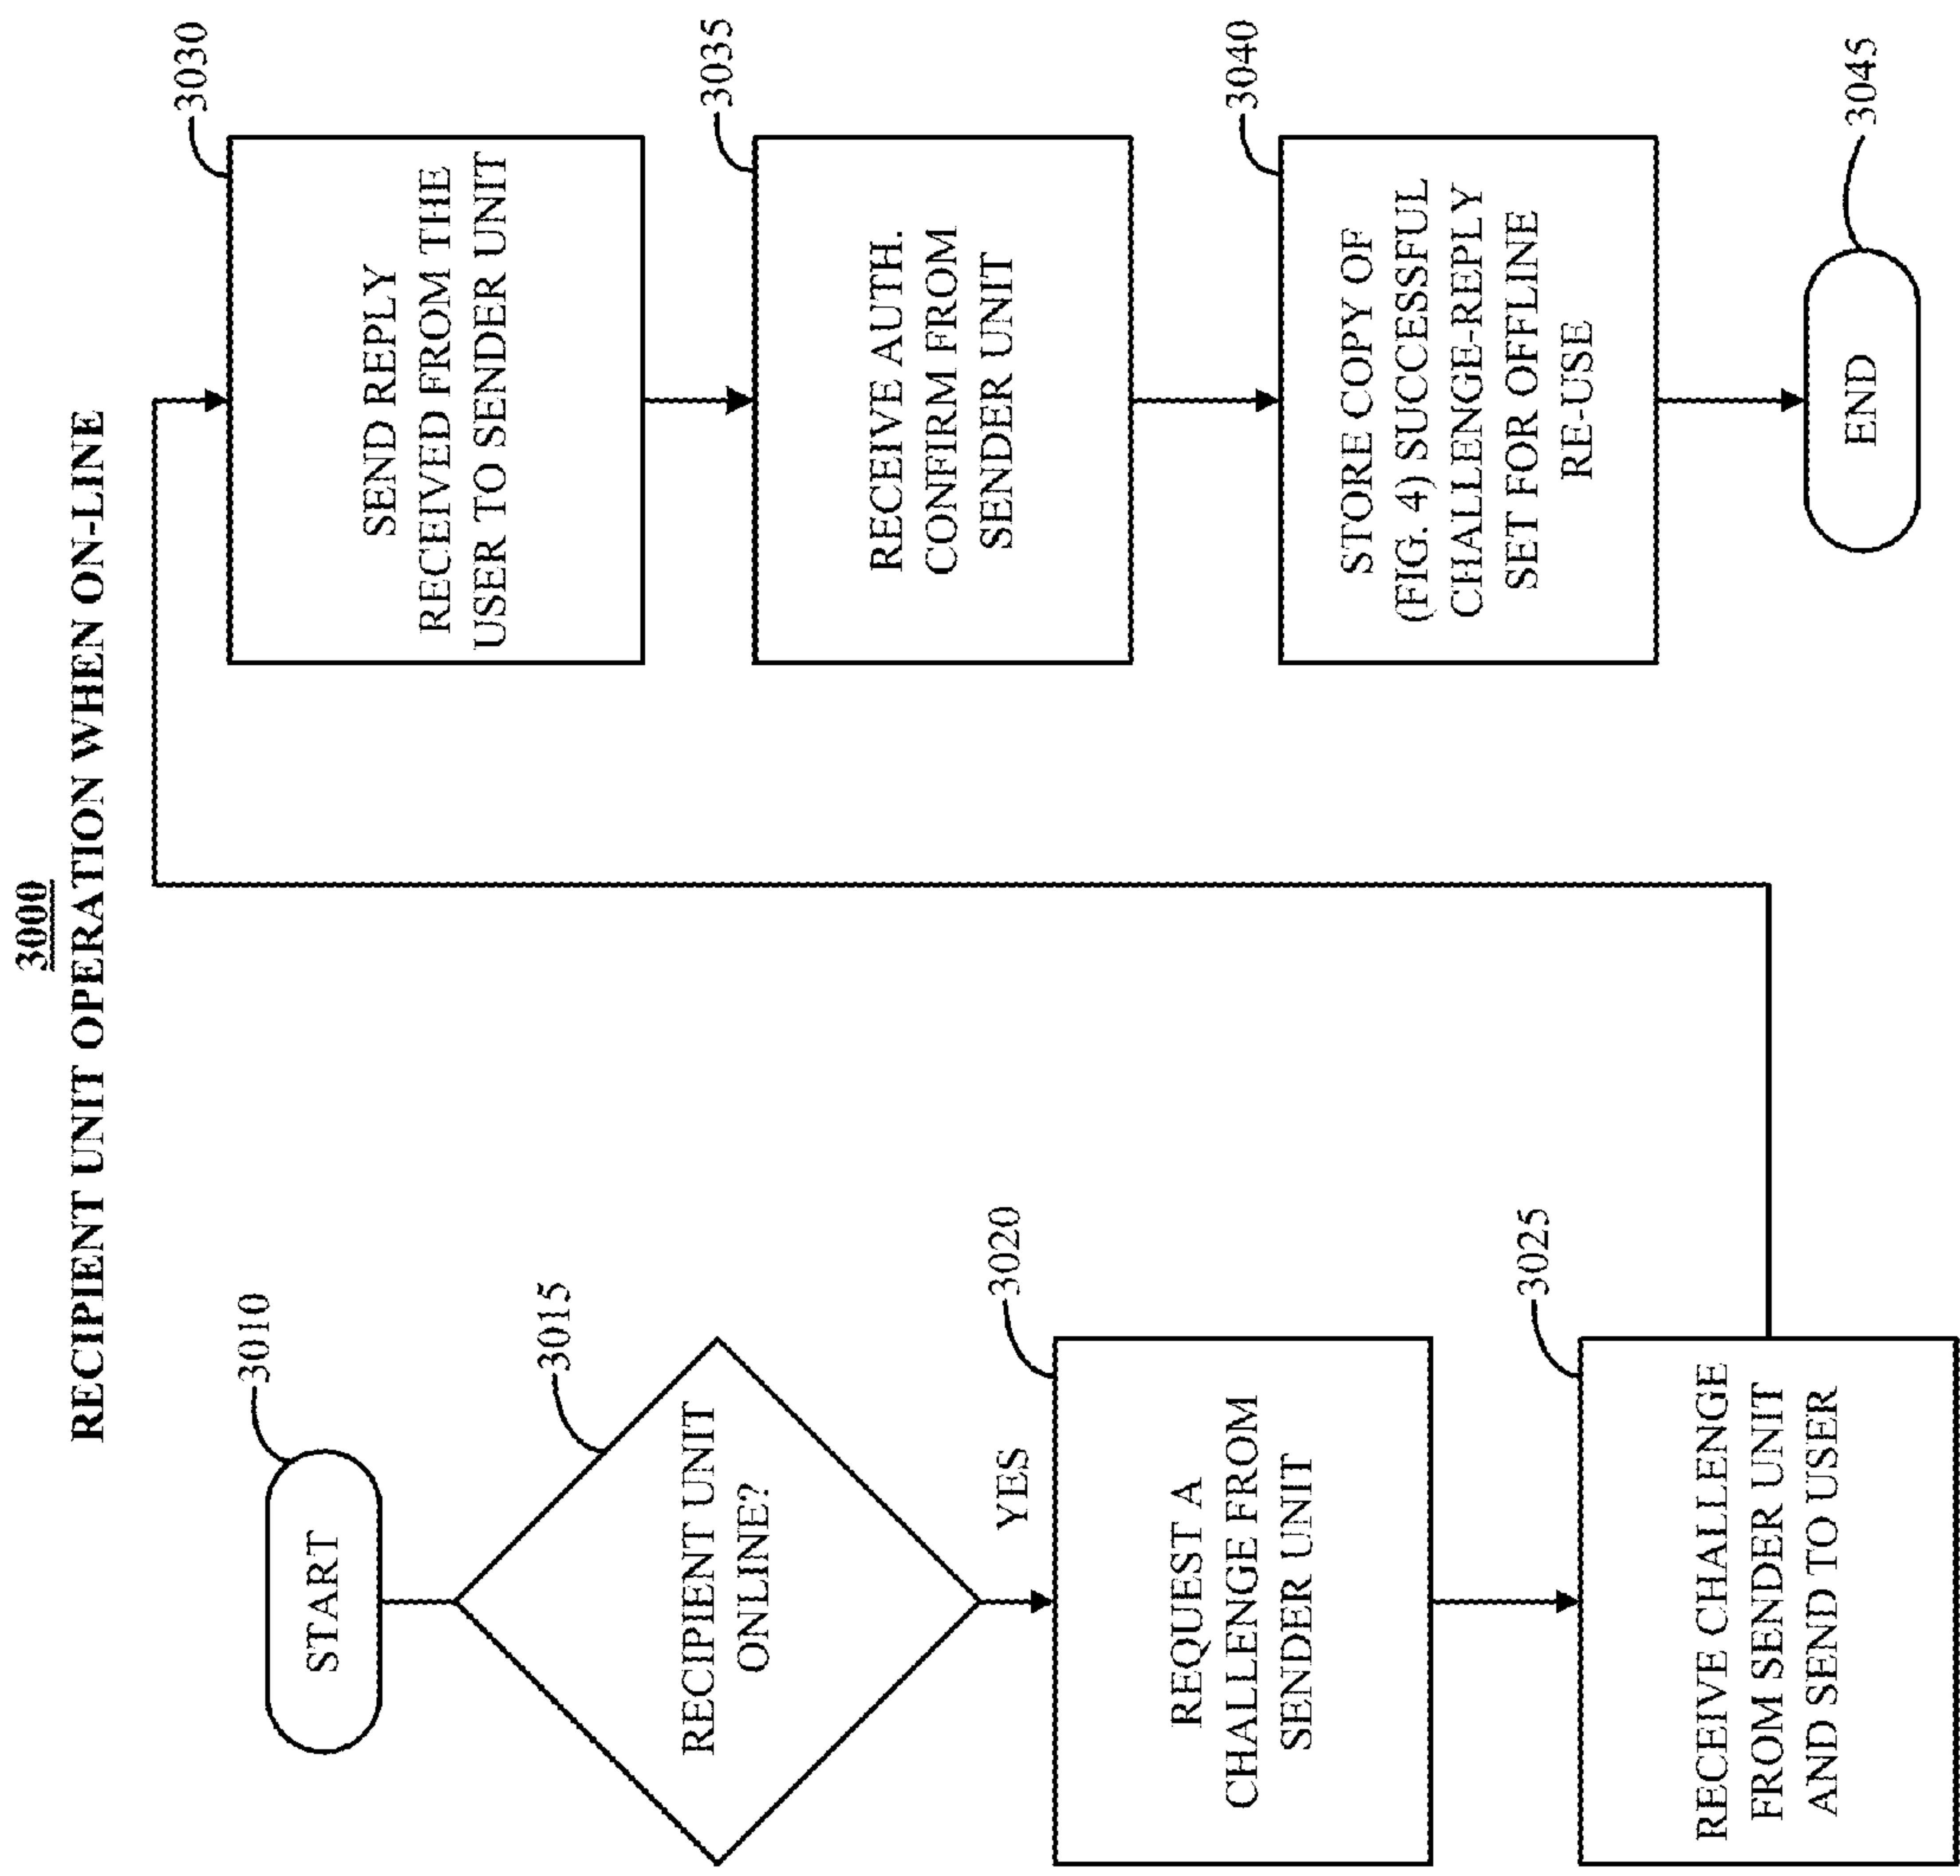 3000
RECIPIENT UNIT OPERATION WHEN ON-LINE
3010
START
3015
RECIPIENT UNIT
ONLINE?
YES
3020
REQUEST A
CHALLENGE FROM
SENDER UNIT
3025
RECEIVE CHALLENGE
FROM SENDER UNIT
AND SEND TO USER
3030
SEND REPLY
RECEIVED FROM THE
USER TO SENDER UNIT
3035
RECEIVE AUTH.
CONFIRM FROM
SENDER UNIT
3040
STORE COPY OF
(FIG. 4) SUCCESSFUL
CHALLENGE-REPLY
SET FOR OFFLINE
RE-USE
3045
END